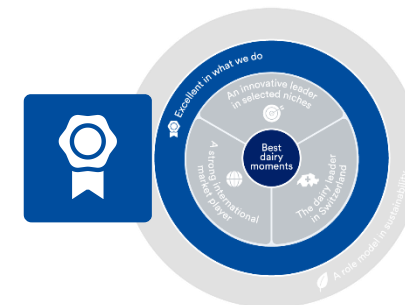 Excellent in what we do
An innovative leader
in selected niches
Best
dairy
moments
A strong international
market player
The dairy leader
in Switzerland
A role model in sustainability